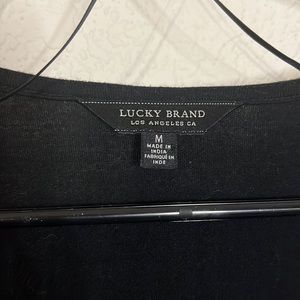 LUCKY BRAND
LOS ANGELES CA
M
MADE IN
INDIA
FABRIQUÉ EN
INDE